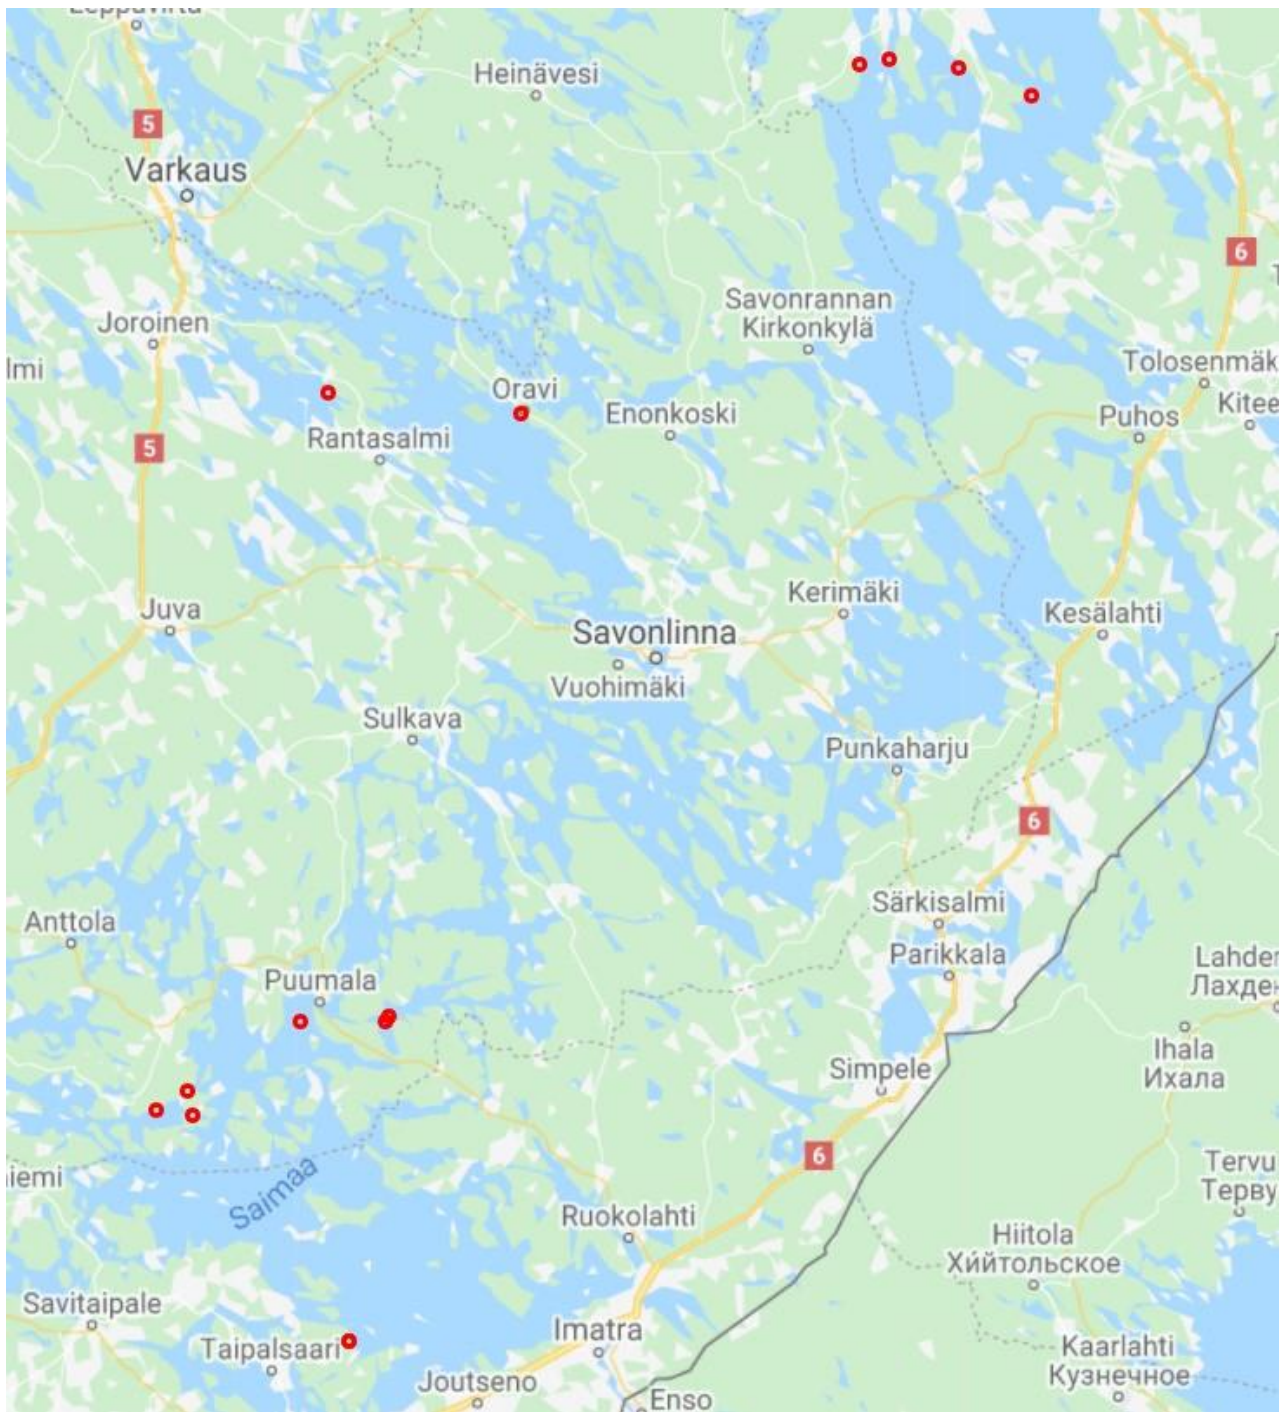 Leppävirta
Heinävesi
5
Varkaus
6
Savonrannan
Kirkonkylä
Joroinen
lmi
Tolosenmäk
Oravi
Kitee
Enonkoski
Puhos
Rantasalmi
5
Kerimäki
Juva
Kesälahti
Savonlinna
Vuohimäki
Sulkava
Punkaharju
6
Särkisalmi
Anttola
Parikkala
Lahden
Лахден
Puumala
Ihala
Ихала
Simpele
6
Tervu
Терву
iemi
Saimaa
Ruokolahti
Hiitola
Хийтольское
Savitaipale
Imatra
Taipalsaari
Kaarlahti
Кузнечное
Joutseno
Enso